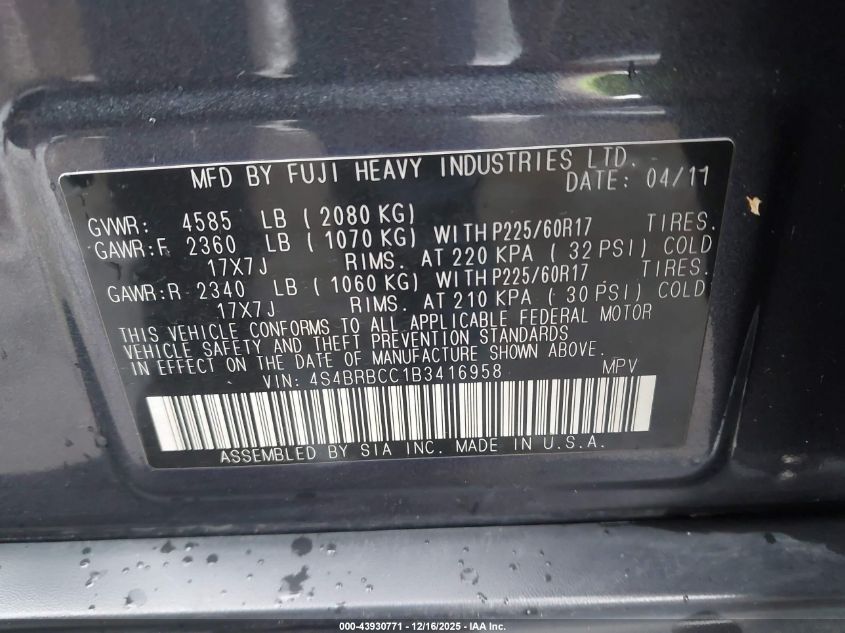 MFD BY FUJI HEAVY INDUSTRIES LTD.
DATE: 04/11
GVWR: 4585 LB (2080 KG)
GAWR:F 2360 LB (1070 KG) WITH P225/60R17 TIRES.
17X7J RIMS. AT 220 KPA (32 PSI) COLD
GAWR:R 2340 LB (1060 KG) WITH P225/60R17 TIRES.
17X7J RIMS. AT 210 KPA (30 PSI) COLD
THIS VEHICLE CONFORMS TO ALL APPLICABLE FEDERAL MOTOR
VEHICLE SAFETY AND THEFT PREVENTION STANDARDS
IN EFFECT ON THE DATE OF MANUFACTURE SHOWN ABOVE.
VIN: 4S4BRBCC1B3416958 MPV
ASSEMBLED BY SIA INC. MADE IN U.S.A.
000-43930771 - 12/16/2025 - IAA Inc.